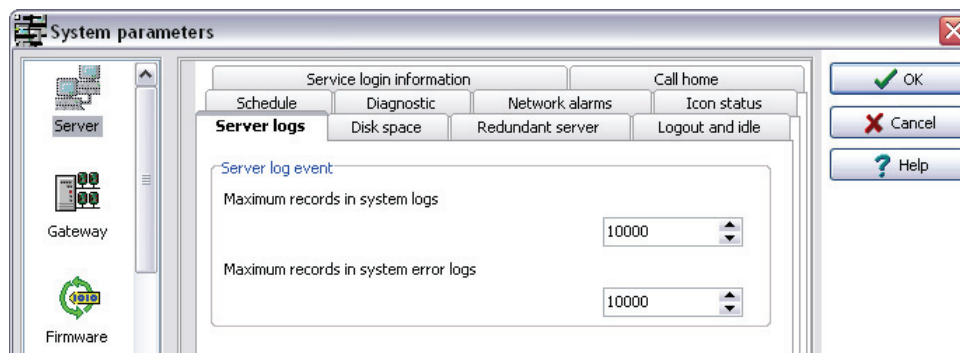 System parameters
Server
Gateway
Firmware
Service login information
Call home
Schedule
Diagnostic
Network alarms
Icon status
Server logs
Disk space
Redundant server
Logout and idle
Server log event
Maximum records in system logs
10000
Maximum records in system error logs
10000
OK
Cancel
Help